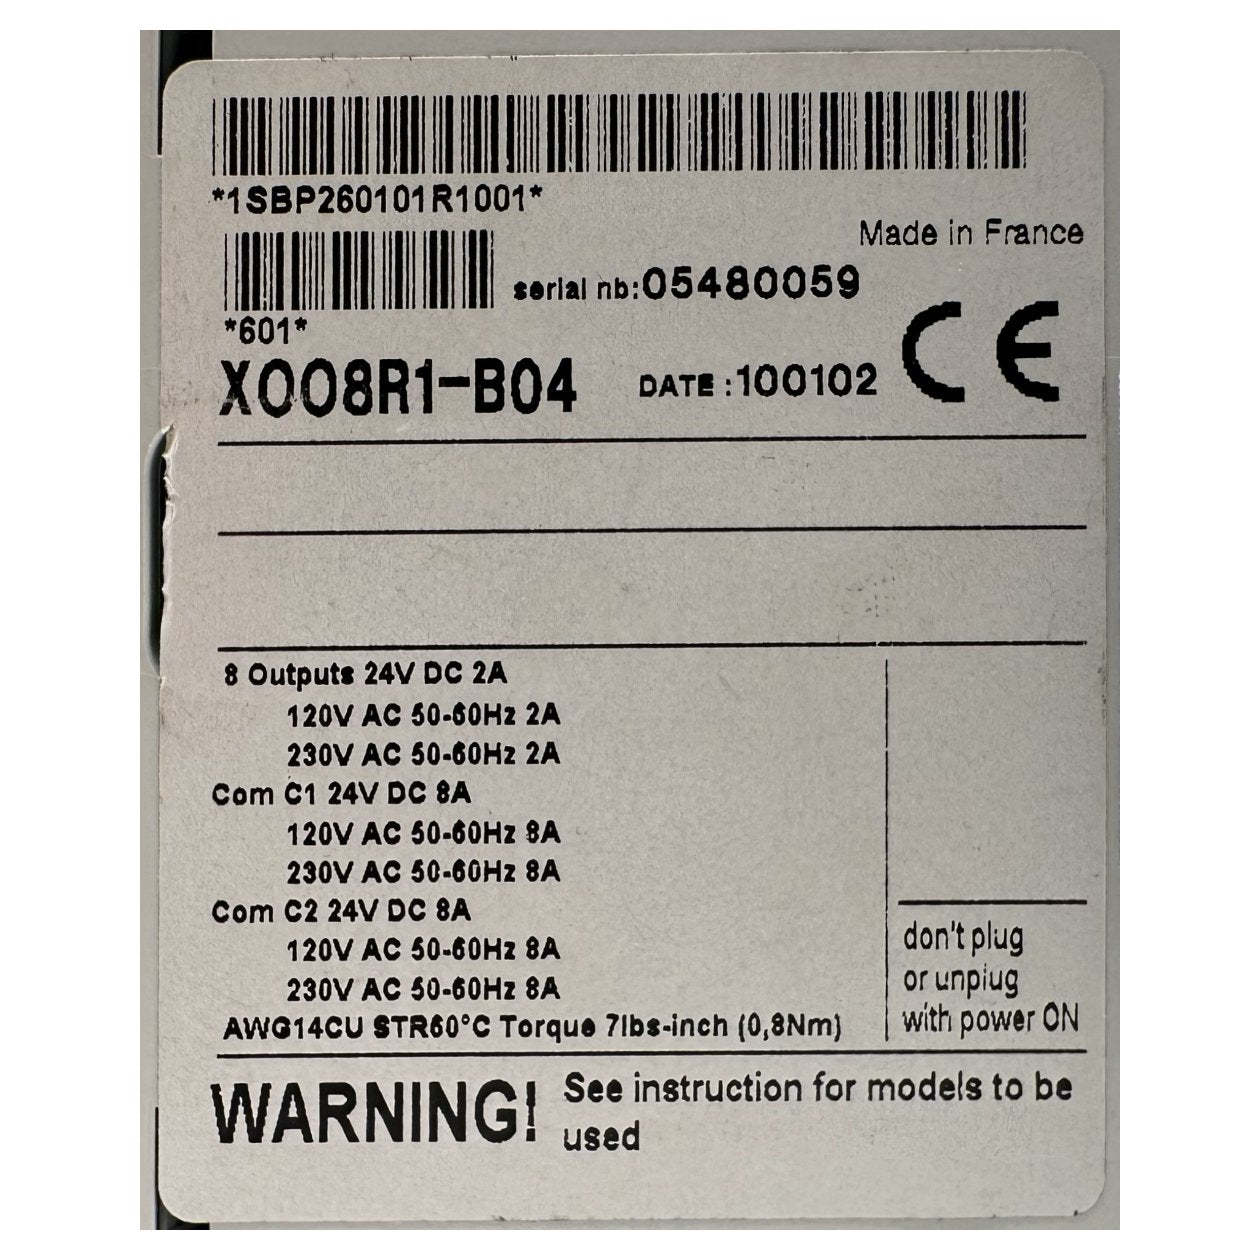 *1SBP260101R1001*
Made in France
serial nb:05480059
*601*
XO08R1-B04
DATE :100102
CE
8 Outputs 24V DC 2A
120V AC 50-60Hz 2A
230V AC 50-60Hz 2A
Com C1 24V DC 8A
120V AC 50-60Hz 8A
230V AC 50-60Hz 8A
Com C2 24V DC 8A
120V AC 50-60Hz 8A
230V AC 50-60Hz 8A
AWG14CU STR60°C Torque 7lbs-inch (0,8Nm)
don't plug
or unplug
with power ON
WARNING! See instruction for models to be
used